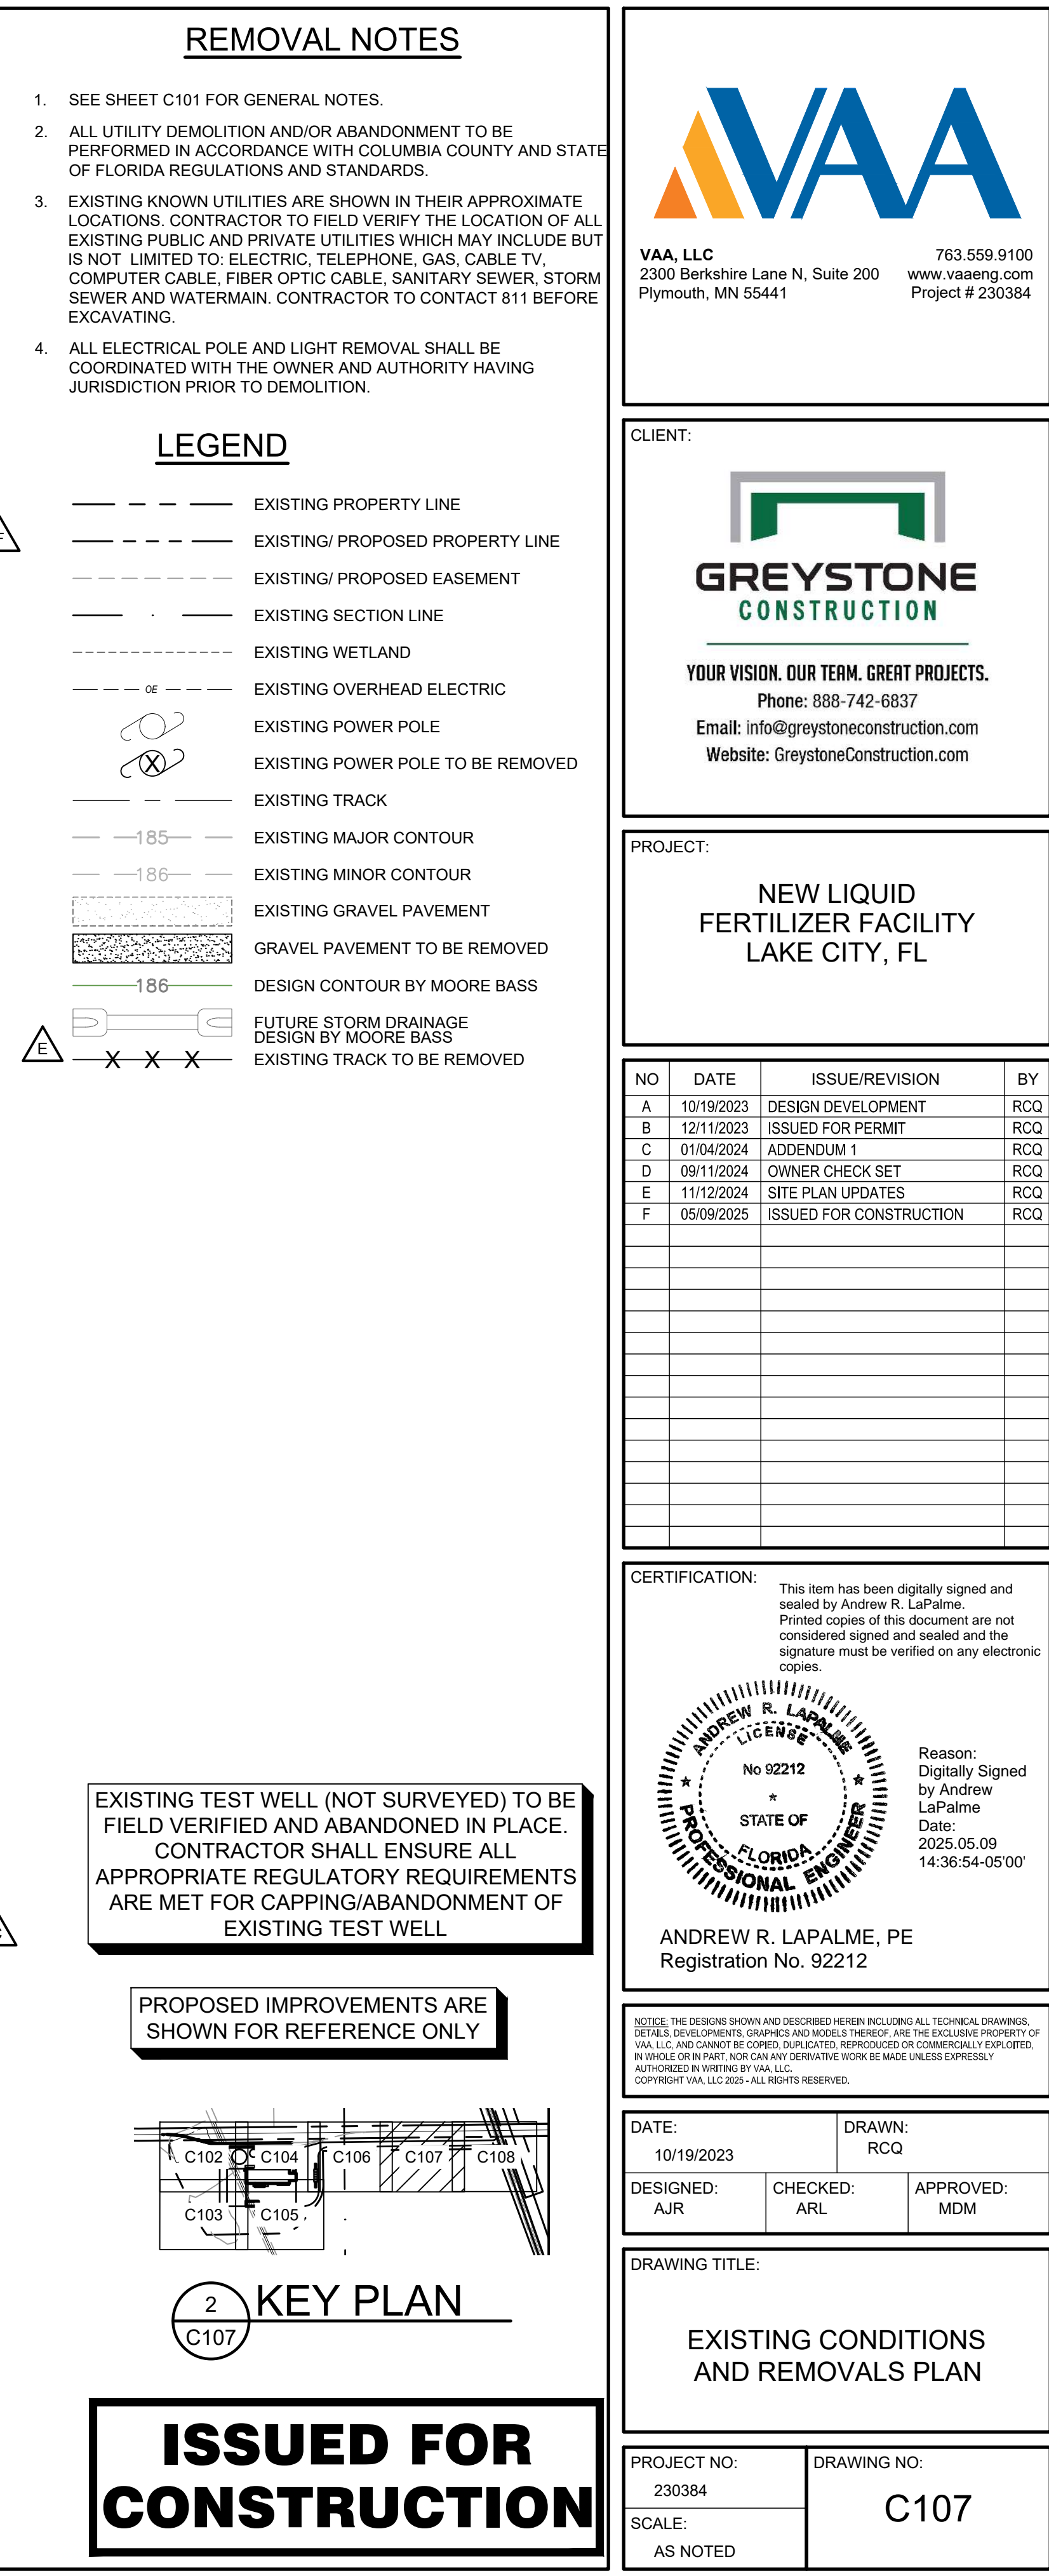 REMOVAL NOTES
1. SEE SHEET C101 FOR GENERAL NOTES.
2. ALL UTILITY DEMOLITION AND/OR ABANDONMENT TO BE
PERFORMED IN ACCORDANCE WITH COLUMBIA COUNTY AND STATE
OF FLORIDA REGULATIONS AND STANDARDS.
3. EXISTING KNOWN UTILITIES ARE SHOWN IN THEIR APPROXIMATE
LOCATIONS. CONTRACTOR TO FIELD VERIFY THE LOCATION OF ALL
EXISTING PUBLIC AND PRIVATE UTILITIES WHICH MAY INCLUDE BUT
IS NOT LIMITED TO: ELECTRIC, TELEPHONE, GAS, CABLE TV,
COMPUTER CABLE, FIBER OPTIC CABLE, SANITARY SEWER, STORM
SEWER AND WATERMAIN. CONTRACTOR TO CONTACT 811 BEFORE
EXCAVATING.
4. ALL ELECTRICAL POLE AND LIGHT REMOVAL SHALL BE
COORDINATED WITH THE OWNER AND AUTHORITY HAVING
JURISDICTION PRIOR TO DEMOLITION.
LEGEND
EXISTING PROPERTY LINE
EXISTING/ PROPOSED PROPERTY LINE
EXISTING/ PROPOSED EASEMENT
EXISTING SECTION LINE
EXISTING WETLAND
OE EXISTING OVERHEAD ELECTRIC
EXISTING POWER POLE
X EXISTING POWER POLE TO BE REMOVED
EXISTING TRACK
185 EXISTING MAJOR CONTOUR
186 EXISTING MINOR CONTOUR
EXISTING GRAVEL PAVEMENT
GRAVEL PAVEMENT TO BE REMOVED
186 DESIGN CONTOUR BY MOORE BASS
FUTURE STORM DRAINAGE
DESIGN BY MOORE BASS
E X X X EXISTING TRACK TO BE REMOVED
EXISTING TEST WELL (NOT SURVEYED) TO BE
FIELD VERIFIED AND ABANDONED IN PLACE.
CONTRACTOR SHALL ENSURE ALL
APPROPRIATE REGULATORY REQUIREMENTS
ARE MET FOR CAPPING/ABANDONMENT OF
EXISTING TEST WELL
PROPOSED IMPROVEMENTS ARE
SHOWN FOR REFERENCE ONLY
C102 C104 C106 C107 C108
C103 C105
2 KEY PLAN
C107
ISSUED FOR
CONSTRUCTION
VAA
VAA, LLC 763.559.9100
2300 Berkshire Lane N, Suite 200 www.vaaeng.com
Plymouth, MN 55441 Project # 230384
CLIENT:
GREYSTONE
CONSTRUCTION
YOUR VISION. OUR TEAM. GREAT PROJECTS.
Phone: 888-742-6837
Email: info@greystoneconstruction.com
Website: GreystoneConstruction.com
PROJECT:
NEW LIQUID
FERTILIZER FACILITY
LAKE CITY, FL
NO DATE ISSUE/REVISION BY
A 10/19/2023 DESIGN DEVELOPMENT RCQ
B 12/11/2023 ISSUED FOR PERMIT RCQ
C 01/04/2024 ADDENDUM 1 RCQ
D 09/11/2024 OWNER CHECK SET RCQ
E 11/12/2024 SITE PLAN UPDATES RCQ
F 05/09/2025 ISSUED FOR CONSTRUCTION RCQ
CERTIFICATION:
This item has been digitally signed and
sealed by Andrew R. LaPalme.
Printed copies of this document are not
considered signed and sealed and the
signature must be verified on any electronic
copies.
ANDREW R. LAPALME
LICENSE
No 92212
*
STATE OF
FLORIDA
* PROFESSIONAL ENGINEER *
Reason:
Digitally Signed
by Andrew
LaPalme
Date:
2025.05.09
14:36:54-05'00'
ANDREW R. LAPALME, PE
Registration No. 92212
NOTICE: THE DESIGNS SHOWN AND DESCRIBED HEREIN INCLUDING ALL TECHNICAL DRAWINGS,
DETAILS, DEVELOPMENTS, GRAPHICS AND MODELS THEREOF, ARE THE EXCLUSIVE PROPERTY OF
VAA, LLC, AND CANNOT BE COPIED, DUPLICATED, REPRODUCED OR COMMERCIALLY EXPLOITED,
IN WHOLE OR IN PART, NOR CAN ANY DERIVATIVE WORK BE MADE UNLESS EXPRESSLY
AUTHORIZED IN WRITING BY VAA, LLC.
COPYRIGHT VAA, LLC 2025 - ALL RIGHTS RESERVED.
DATE: DRAWN:
10/19/2023 RCQ
DESIGNED: CHECKED: APPROVED:
AJR ARL MDM
DRAWING TITLE:
EXISTING CONDITIONS
AND REMOVALS PLAN
PROJECT NO: DRAWING NO:
230384
C107
SCALE:
AS NOTED